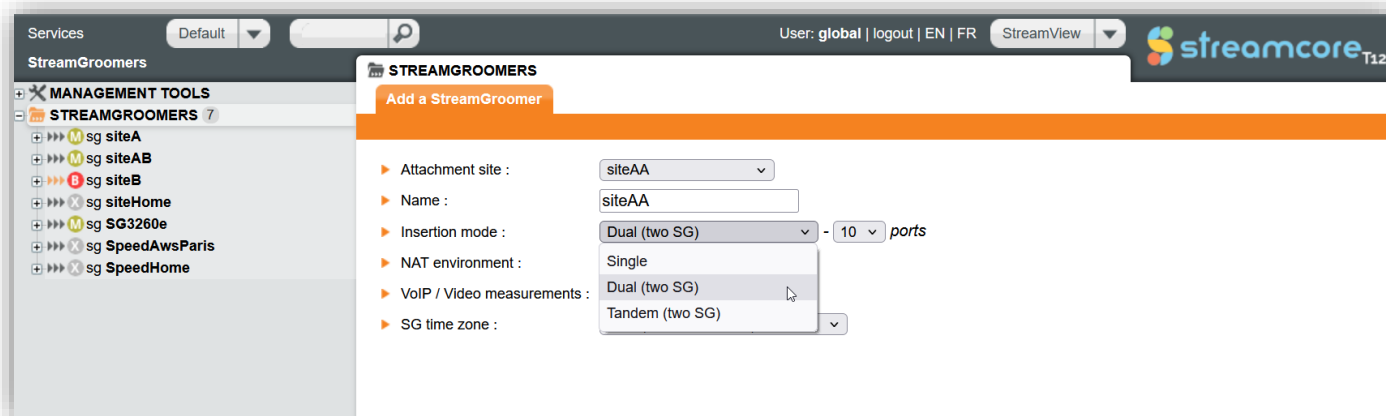 Services Default User: global | logout | EN | FR StreamView streamcore T12
StreamGroomers
STREAMGROOMERS
Add a StreamGroomer
MANAGEMENT TOOLS
STREAMGROOMERS 7
M sg siteA
M sg siteAB
B sg siteB
X sg siteHome
M sg SG3260e
X sg SpeedAwsParis
X sg SpeedHome
Attachment site : siteAA
Name : siteAA
Insertion mode : Dual (two SG) - 10 ports
NAT environment :
VoIP / Video measurements :
SG time zone :
Single
Dual (two SG)
Tandem (two SG)